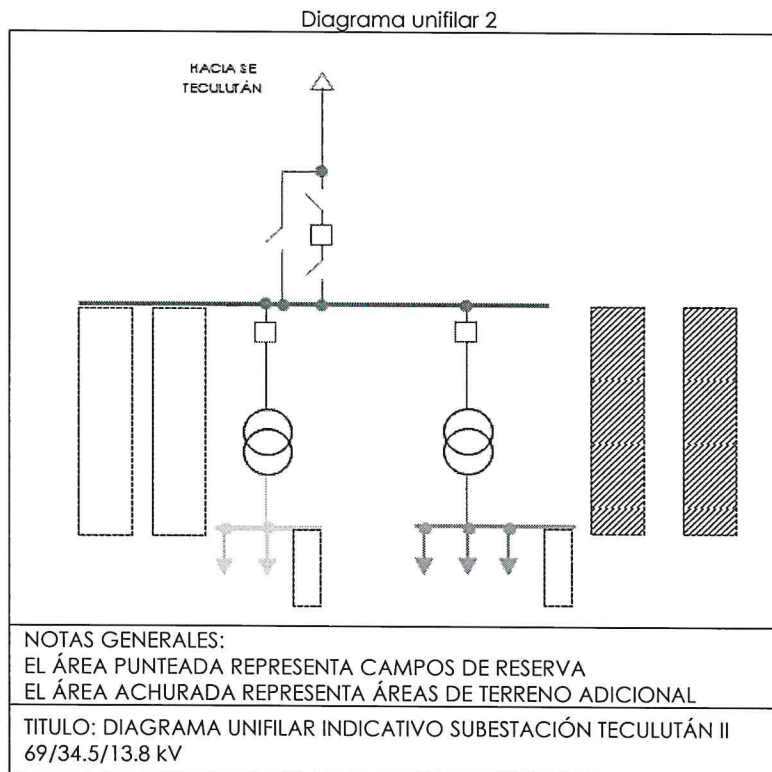 Diagrama unifilar 2
HACIA SE
TECULUTÁN
NOTAS GENERALES:
EL ÁREA PUNTEADA REPRESENTA CAMPOS DE RESERVA
EL ÁREA ACHURADA REPRESENTA ÁREAS DE TERRENO ADICIONAL
TITULO: DIAGRAMA UNIFILAR INDICATIVO SUBESTACIÓN TECULUTÁN II
69/34.5/13.8 kV